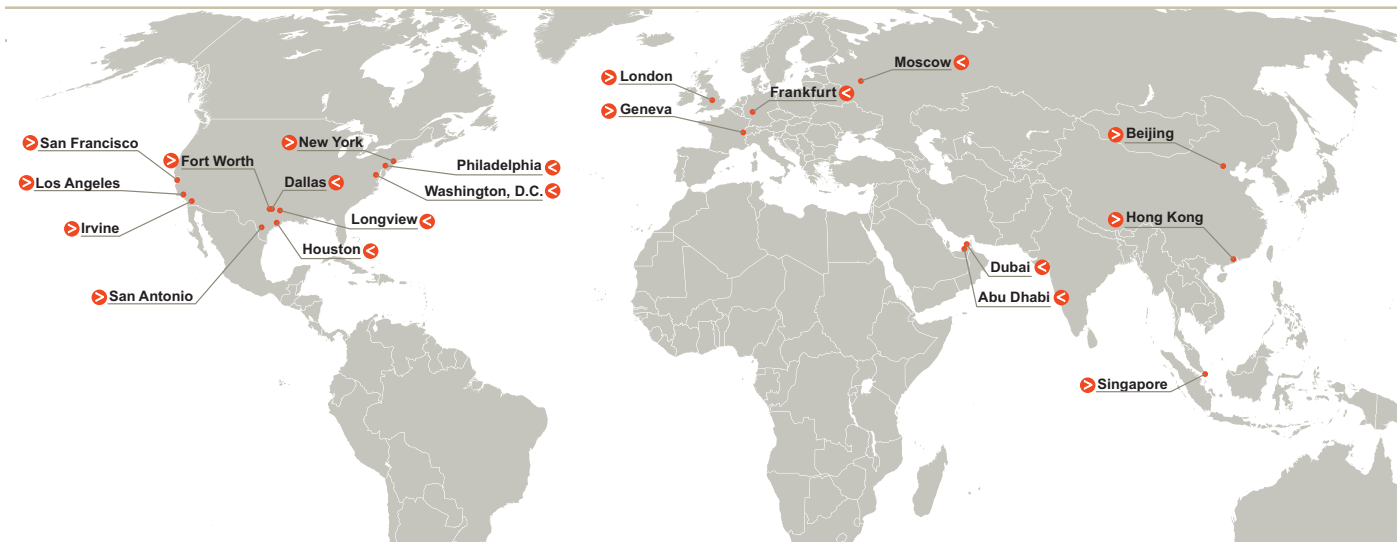 Moscow
London
Frankfurt
Geneva
Beijing
San Francisco
New York
Fort Worth
Philadelphia
Los Angeles
Dallas
Washington, D.C.
Hong Kong
Longview
Irvine
Houston
Dubai
San Antonio
Abu Dhabi
Singapore